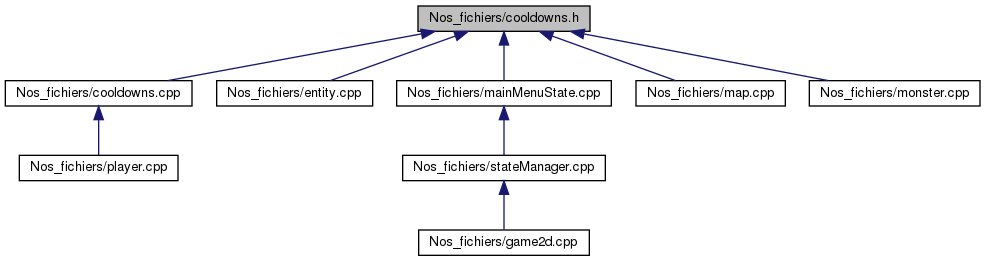 Nos_fichiers/cooldowns.h
Nos_fichiers/cooldowns.cpp
Nos_fichiers/entity.cpp
Nos_fichiers/mainMenuState.cpp
Nos_fichiers/map.cpp
Nos_fichiers/monster.cpp
Nos_fichiers/player.cpp
Nos_fichiers/stateManager.cpp
Nos_fichiers/game2d.cpp